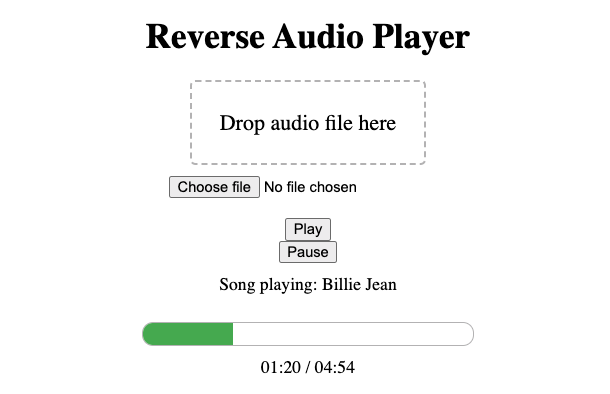 Reverse Audio Player
Drop audio file here
Choose file No file chosen
Play
Pause
Song playing: Billie Jean
01:20 / 04:54